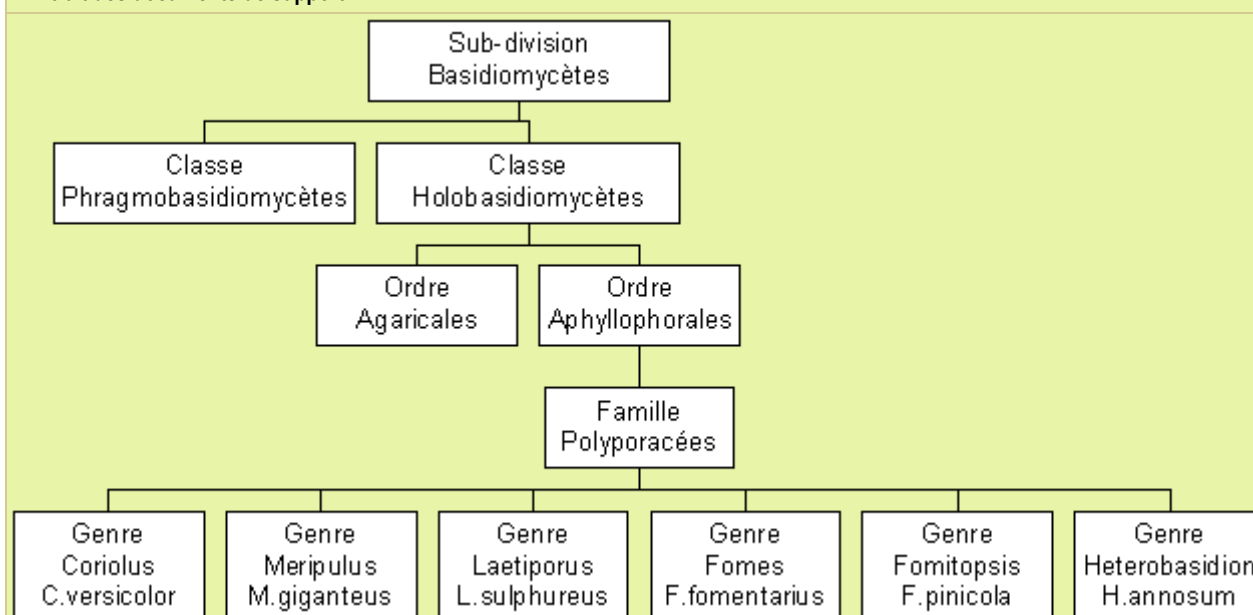 Sub-division
Basidiomycètes
Classe
Phragmobasidiomycètes
Classe
Holobasidiomycètes
Ordre
Agaricales
Ordre
Aphyllophorales
Famille
Polyporacées
Genre
Coriolus
C.versicolor
Genre
Meripulus
M.giganteus
Genre
Laetiporus
L.sulphureus
Genre
Fomes
F.fomentarius
Genre
Fomitopsis
F.pinicola
Genre
Heterobasidion
H.annosum